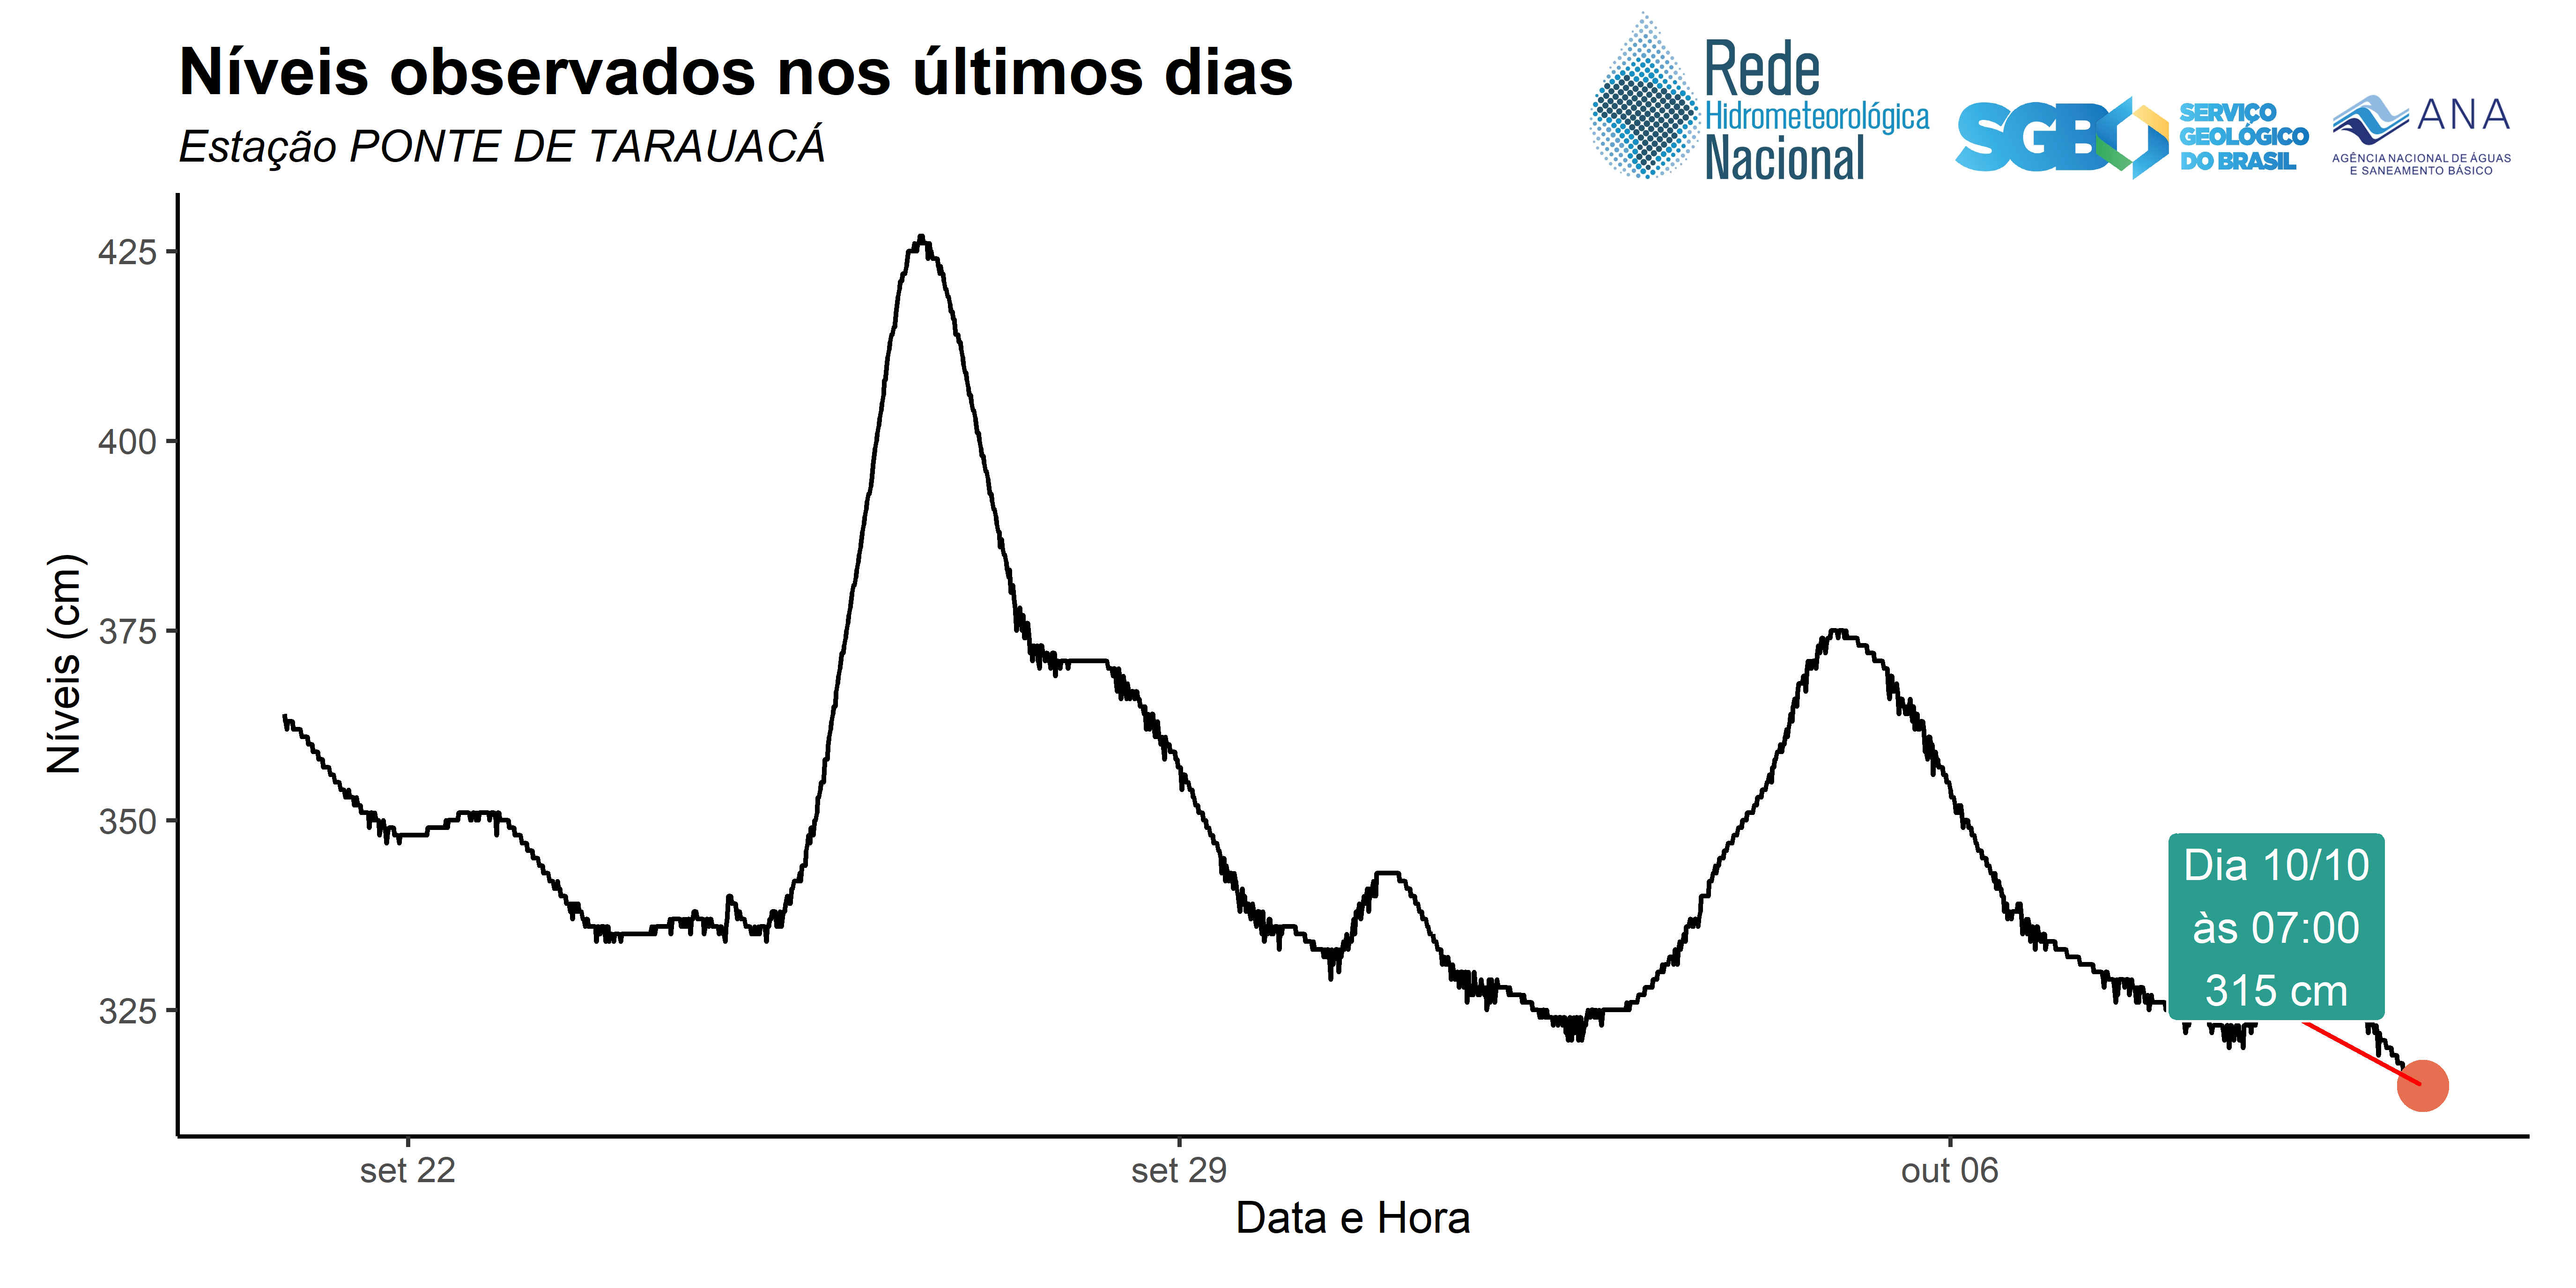 Níveis observados nos últimos dias
Estação PONTE DE TARAUACÁ
Rede
Hidrometeorológica
Nacional
SGB
SERVIÇO
GEOLÓGICO
DO BRASIL
ANA
AGÊNCIA NACIONAL DE ÁGUAS
E SANEAMENTO BÁSICO
425
400
375
350
325
Níveis (cm)
Dia 10/10
às 07:00
315 cm
set 22
set 29
out 06
Data e Hora